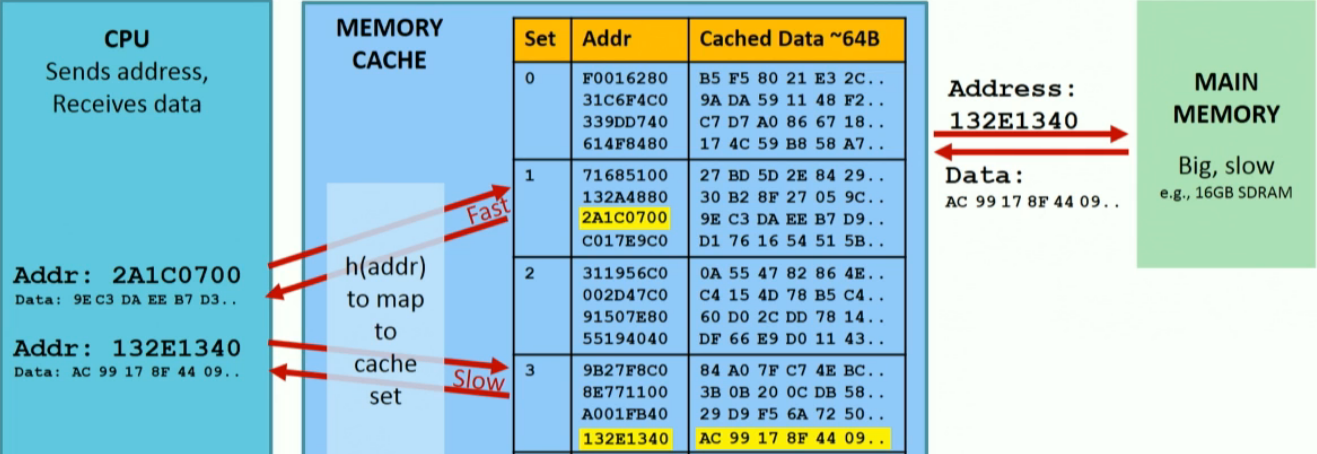 CPU
Sends address,
Receives data
Addr: 2A1C0700
Data: 9E C3 DA EE B7 D3..
Addr: 132E1340
Data: AC 99 17 8F 44 09..
MEMORY
CACHE
h(addr)
to map
to
cache
set
Fast
Slow
Set Addr Cached Data ~64B
0 F0016280 B5 F5 80 21 E3 2C..
31C6F4C0 9A DA 59 11 48 F2..
339DD740 C7 D7 A0 86 67 18..
614F8480 17 4C 59 B8 58 A7..
1 71685100 27 BD 5D 2E 84 29..
132A4880 30 B2 8F 27 05 9C..
2A1C0700 9E C3 DA EE B7 D9..
C017E9C0 D1 76 16 54 51 5B..
2 311956C0 0A 55 47 82 86 4E..
002D47C0 C4 15 4D 78 B5 C4..
91507E80 60 D0 2C DD 78 14..
55194040 DF 66 E9 D0 11 43..
3 9B27F8C0 84 A0 7F C7 4E BC..
8E771100 3B 0B 20 0C DB 58..
A001FB40 29 D9 F5 6A 72 50..
132E1340 AC 99 17 8F 44 09..
Address:
132E1340
Data:
AC 99 17 8F 44 09..
MAIN
MEMORY
Big, slow
e.g., 16GB SDRAM